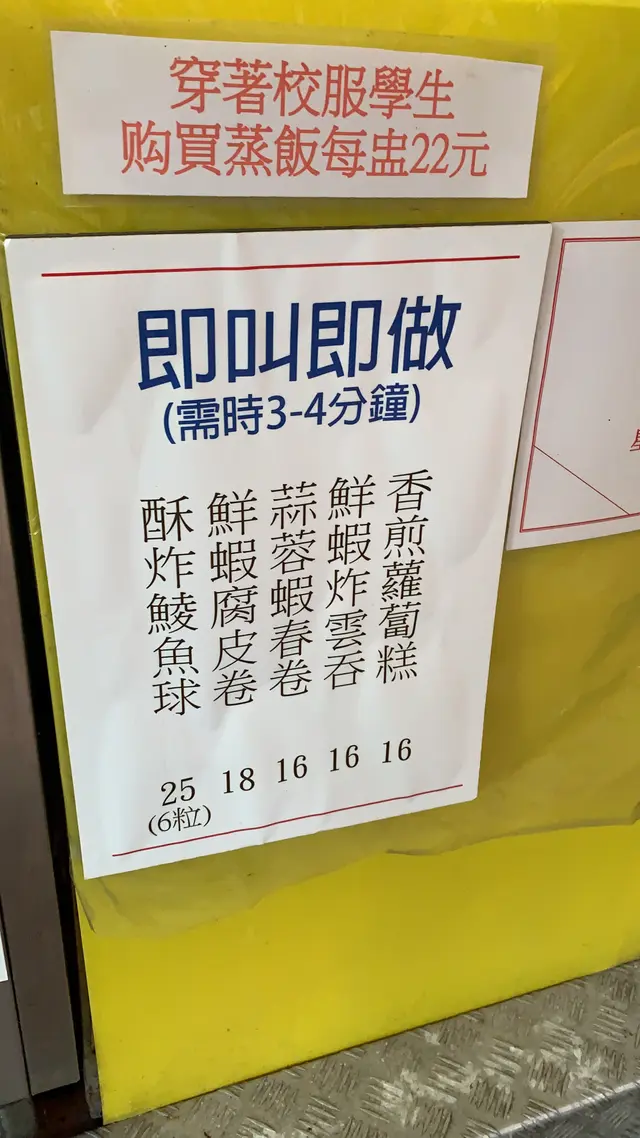 穿著校服學生
购買蒸飯每盅22元
即叫即做
(需時3-4分鐘)
香煎蘿蔔糕
16
鮮蝦炸雲吞
16
蒜蓉蝦春卷
16
鮮蝦腐皮卷
18
酥炸鯪魚球
25
(6粒)